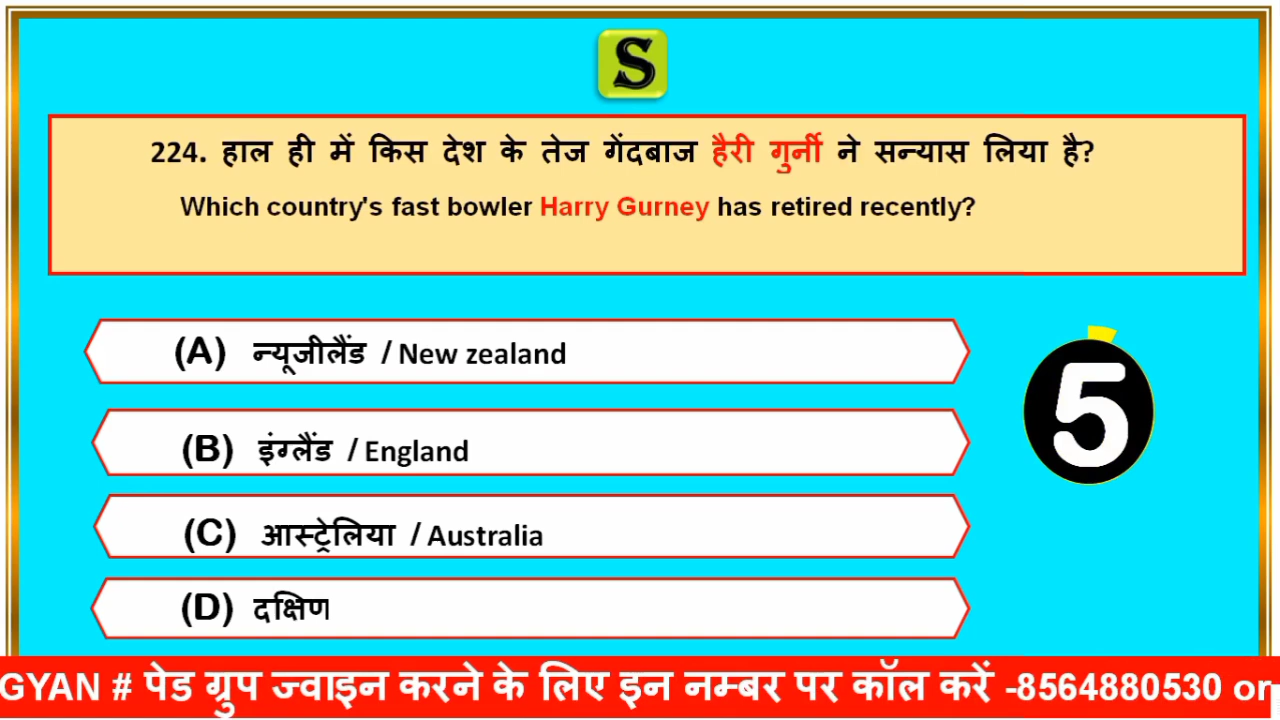 S
224. हाल ही में किस देश के तेज गेंदबाज हैरी गुर्नी ने सन्यास लिया है?
Which country's fast bowler Harry Gurney has retired recently?
(A) न्यूजीलैंड / New zealand
5
(B) इंग्लैंड / England
(C) आस्ट्रेलिया / Australia
(D) दक्षिण
GYAN # पेड ग्रुप ज्वाइन करने के लिए इन नम्बर पर कॉल करें -8564880530 or